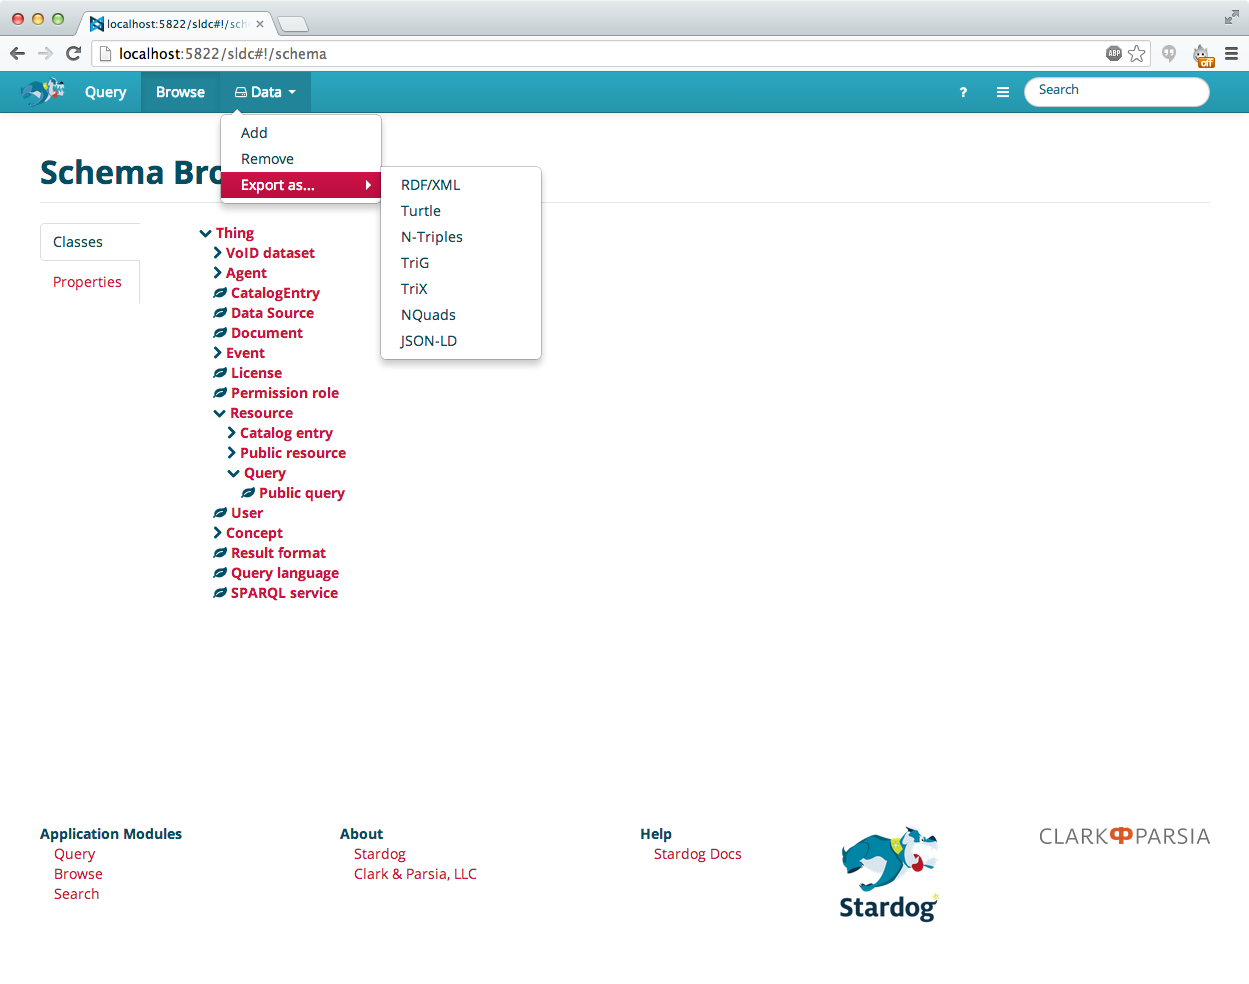 localhost:5822/sldc#!/sch
localhost:5822/sldc#!/schema
ABP
off
Query
Browse
Data
?
Search
Add
Remove
Export as...
RDF/XML
Turtle
N-Triples
TriG
TriX
NQuads
JSON-LD
Schema Bro
Classes
Properties
Thing
VoID dataset
Agent
CatalogEntry
Data Source
Document
Event
License
Permission role
Resource
Catalog entry
Public resource
Query
Public query
User
Concept
Result format
Query language
SPARQL service
Application Modules
Query
Browse
Search
About
Stardog
Clark & Parsia, LLC
Help
Stardog Docs
Stardog
CLARK PARSIA